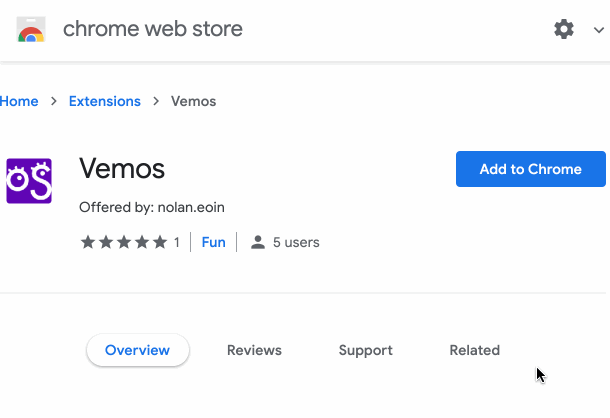 chrome web store
Home > Extensions > Vemos
OS
Vemos
Add to Chrome
Offered by: nolan.eoin
1 Fun 5 users
Overview Reviews Support Related